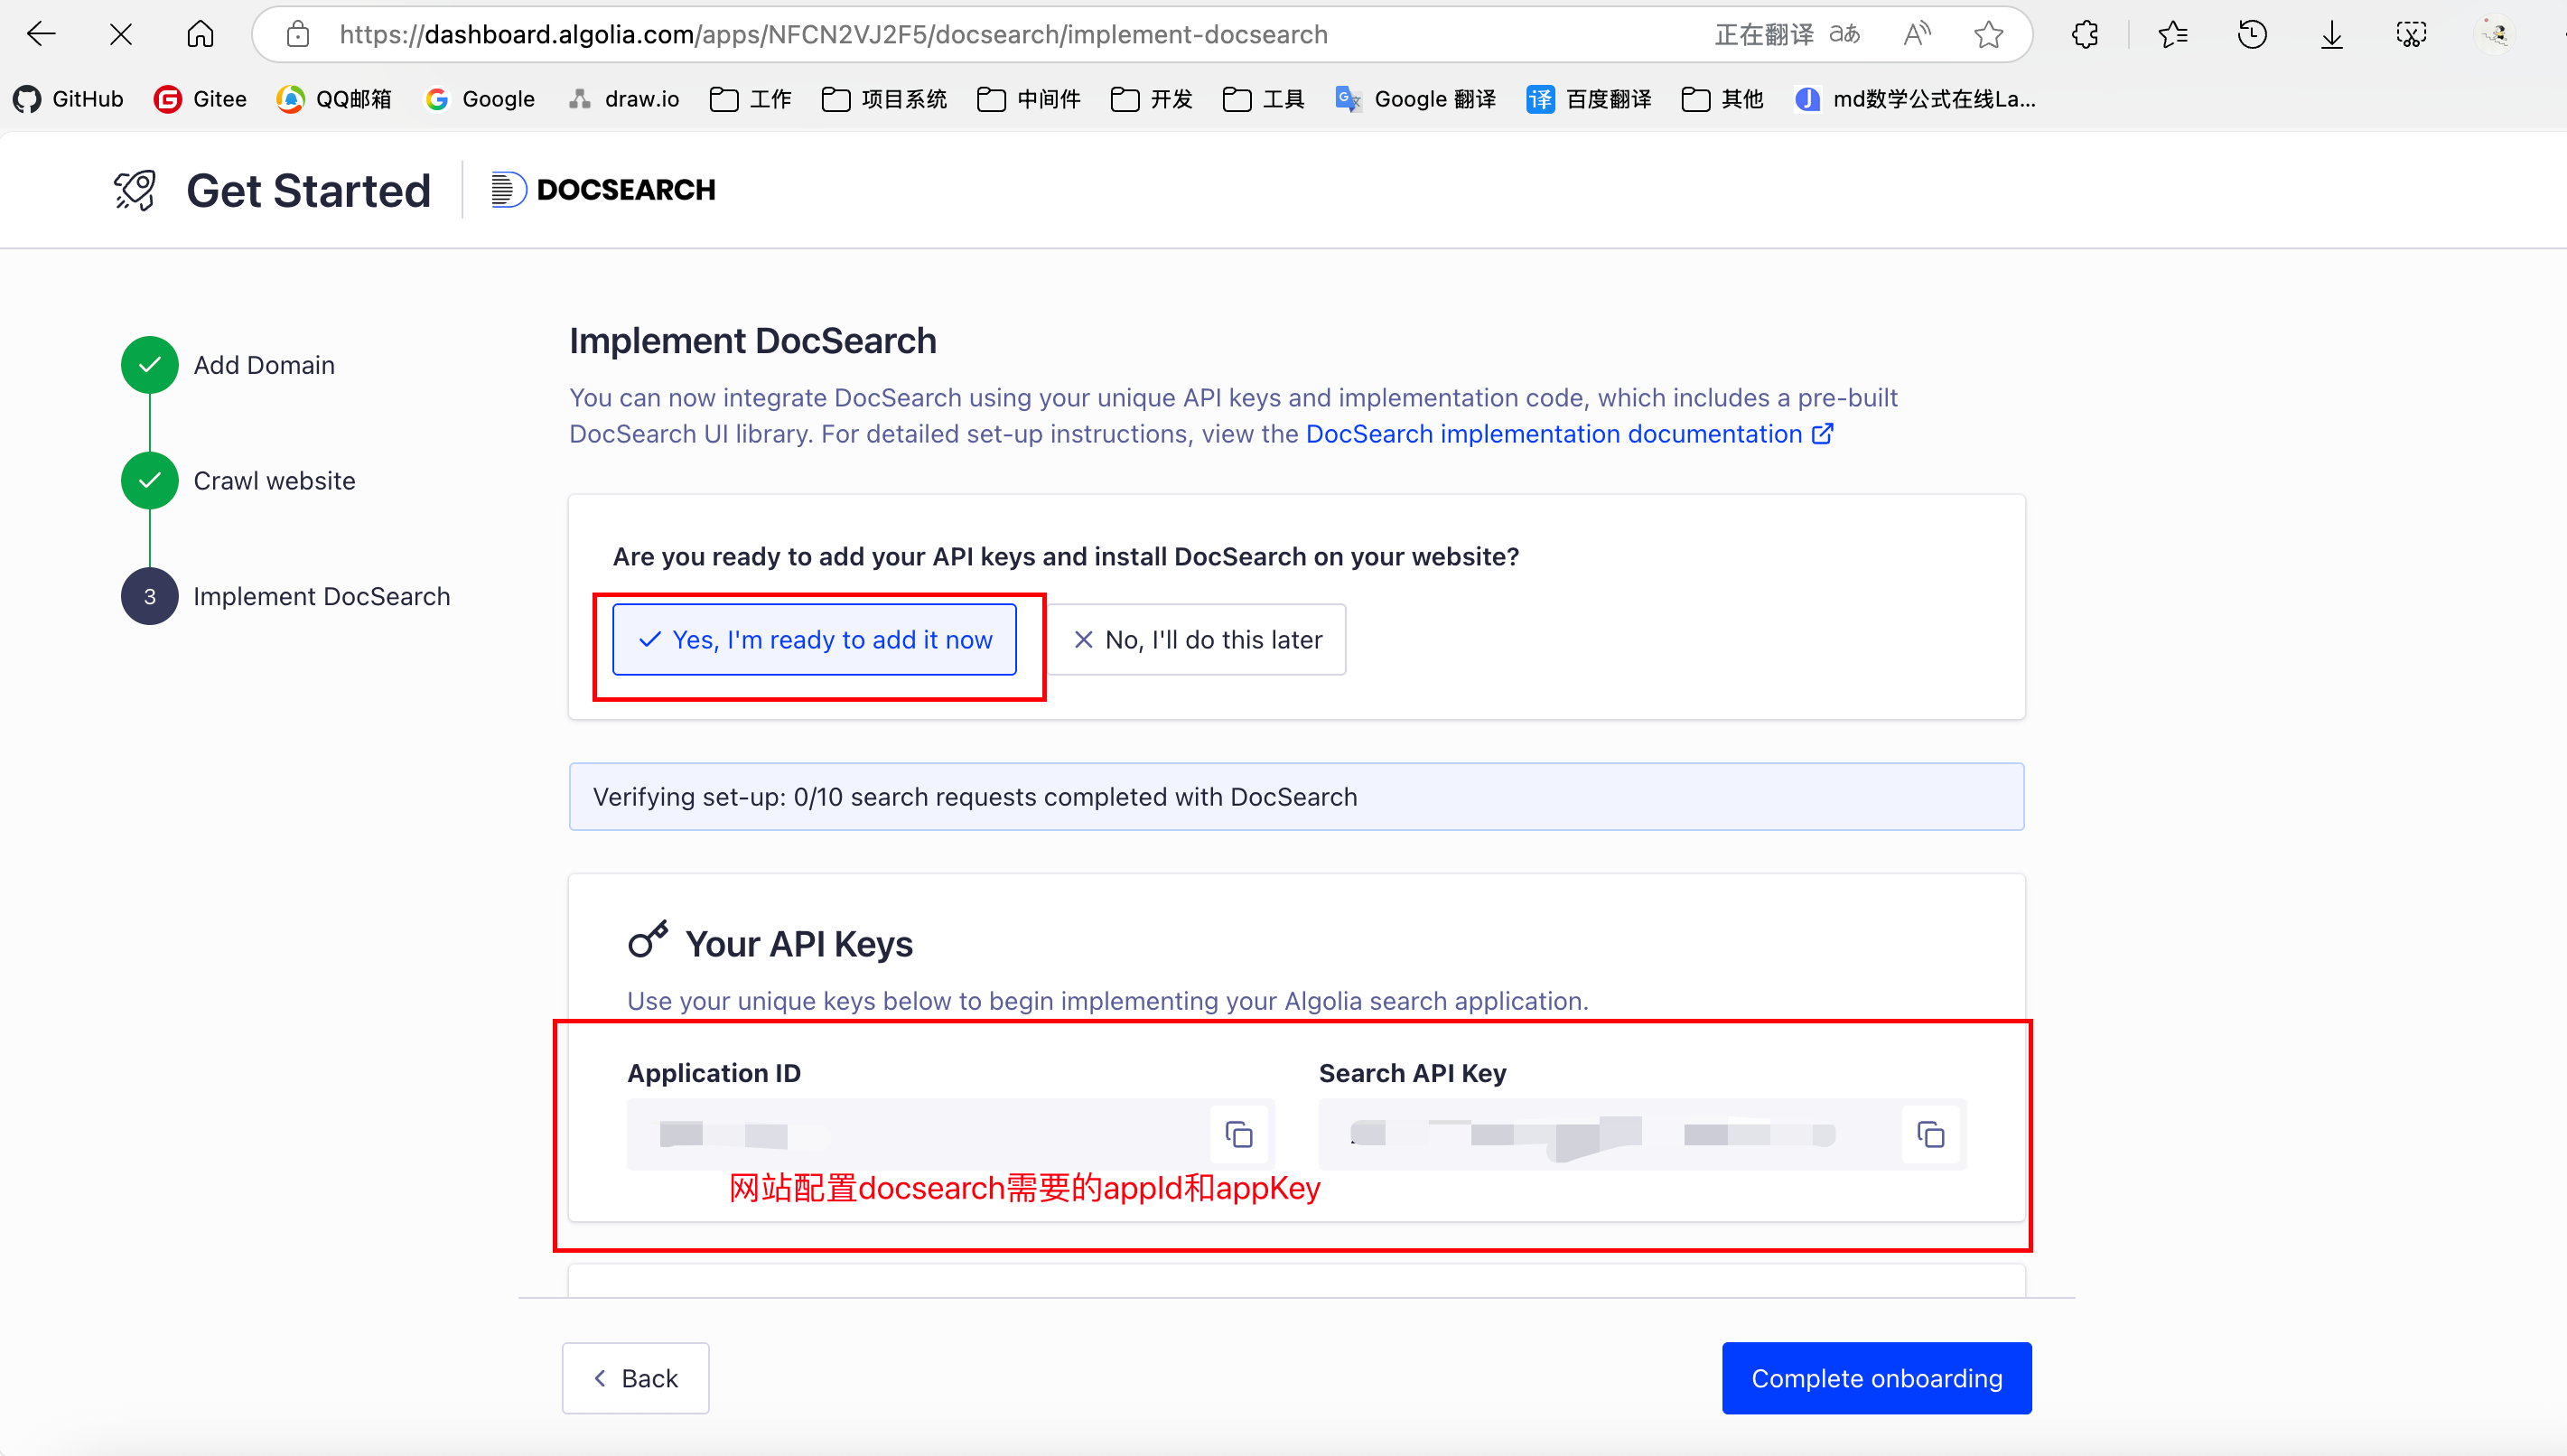 https://dashboard.algolia.com/apps/NFCN2VJ2F5/docsearch/implement-docsearch
正在翻译
GitHub
Gitee
QQ邮箱
Google
draw.io
工作
项目系统
中间件
开发
工具
Google 翻译
百度翻译
其他
md数学公式在线La...
Get Started
DOCSEARCH
Add Domain
Crawl website
3 Implement DocSearch
Implement DocSearch
You can now integrate DocSearch using your unique API keys and implementation code, which includes a pre-built
DocSearch UI library. For detailed set-up instructions, view the DocSearch implementation documentation
Are you ready to add your API keys and install DocSearch on your website?
Yes, I'm ready to add it now
No, I'll do this later
Verifying set-up: 0/10 search requests completed with DocSearch
Your API Keys
Use your unique keys below to begin implementing your Algolia search application.
Application ID
Search API Key
网站配置docsearch需要的appId和appKey
Back
Complete onboarding